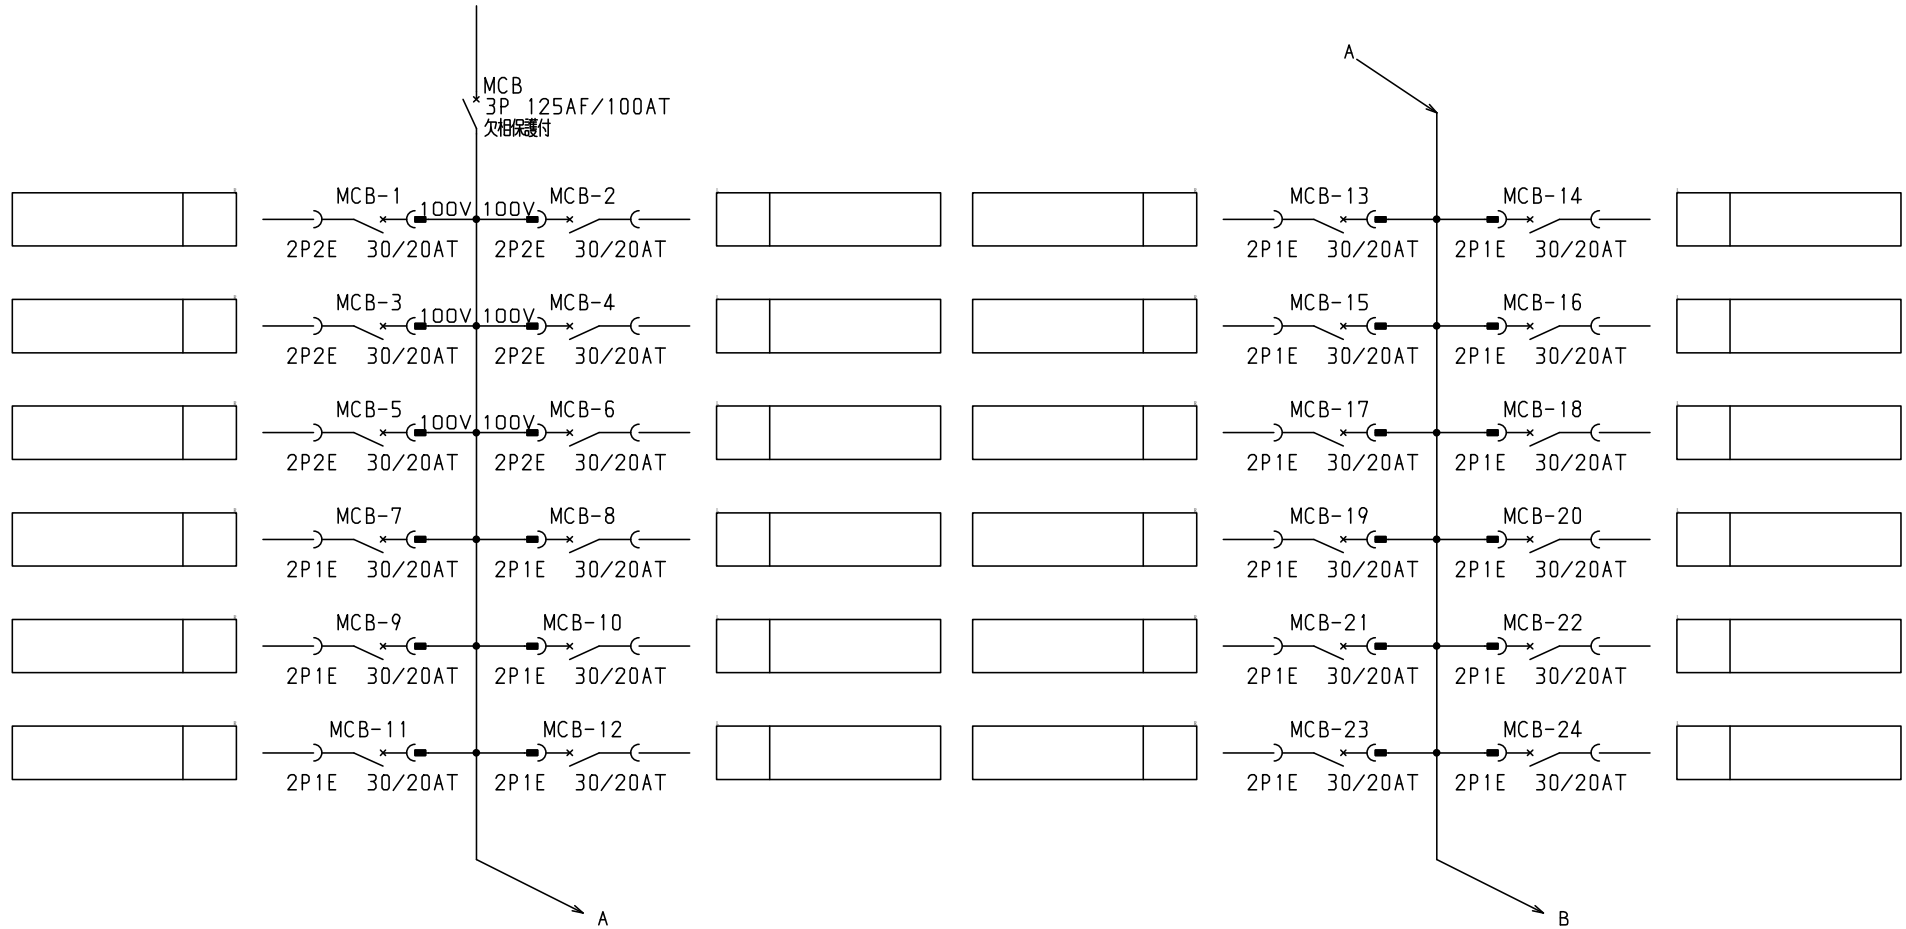 MCB
3P 125AF/100AT
欠相保護付
MCB-1 100V 100V MCB-2
2P2E 30/20AT 2P2E 30/20AT
MCB-3 100V 100V MCB-4
2P2E 30/20AT 2P2E 30/20AT
MCB-5 100V 100V MCB-6
2P2E 30/20AT 2P2E 30/20AT
MCB-7 MCB-8
2P1E 30/20AT 2P1E 30/20AT
MCB-9 MCB-10
2P1E 30/20AT 2P1E 30/20AT
MCB-11 MCB-12
2P1E 30/20AT 2P1E 30/20AT
A
A
MCB-13 MCB-14
2P1E 30/20AT 2P1E 30/20AT
MCB-15 MCB-16
2P1E 30/20AT 2P1E 30/20AT
MCB-17 MCB-18
2P1E 30/20AT 2P1E 30/20AT
MCB-19 MCB-20
2P1E 30/20AT 2P1E 30/20AT
MCB-21 MCB-22
2P1E 30/20AT 2P1E 30/20AT
MCB-23 MCB-24
2P1E 30/20AT 2P1E 30/20AT
B